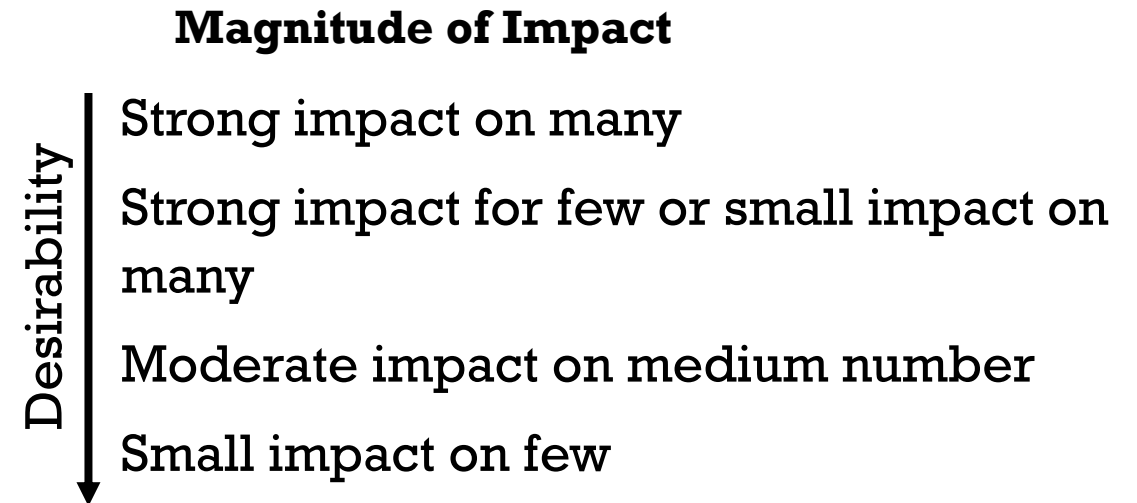 Magnitude of Impact
Desirability
Strong impact on many
Strong impact for few or small impact on
many
Moderate impact on medium number
Small impact on few